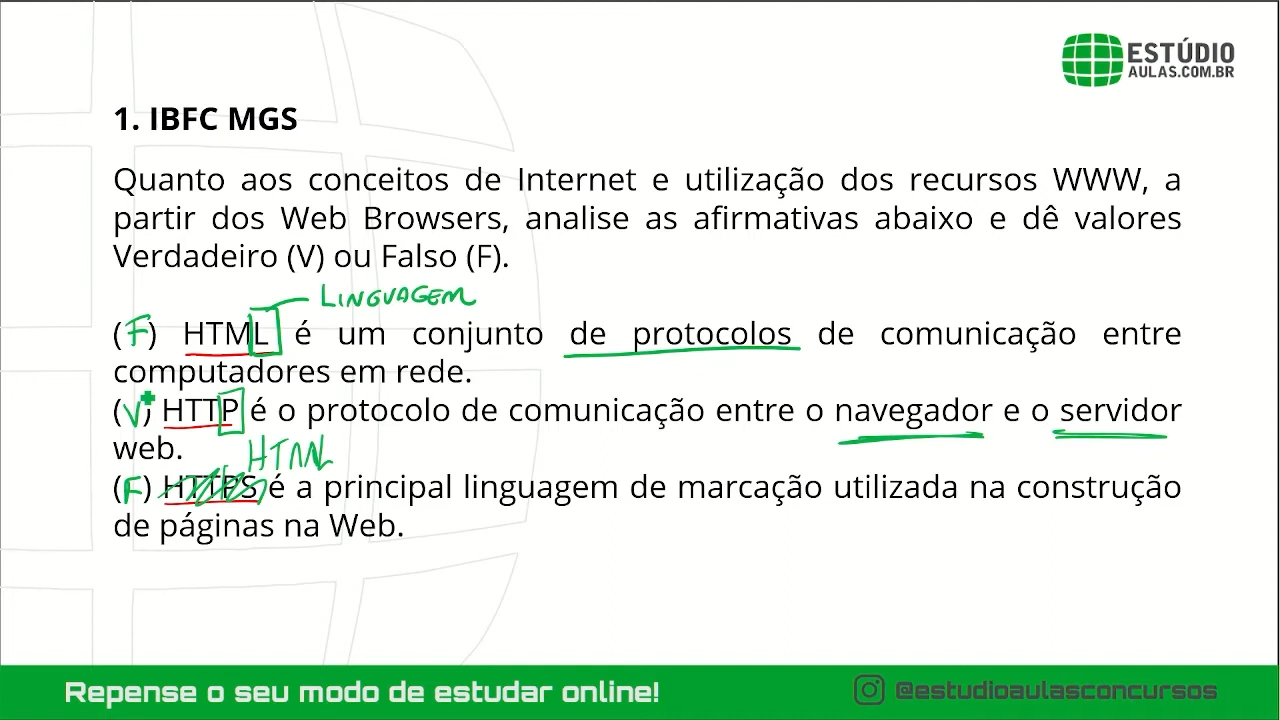 ESTÚDIO
AULAS.COM.BR
1. IBFC MGS
Quanto aos conceitos de Internet e utilização dos recursos WWW, a
partir dos Web Browsers, analise as afirmativas abaixo e dê valores
Verdadeiro (V) ou Falso (F).
LINGUAGEM
(F) HTML é um conjunto de protocolos de comunicação entre
computadores em rede.
(V) HTTP é o protocolo de comunicação entre o navegador e o servidor
web.
HTML
(F) HTTPS é a principal linguagem de marcação utilizada na construção
de páginas na Web.
Repense o seu modo de estudar online!
@estudioaulasconcursos